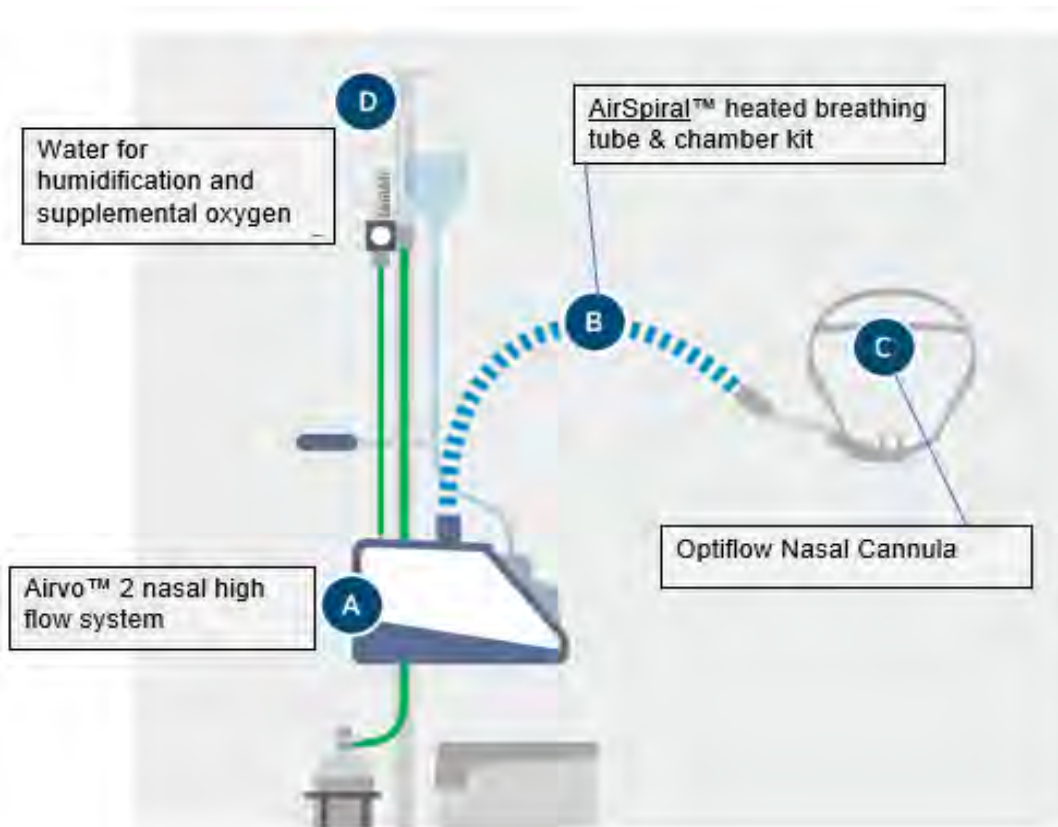 D
AirSpiral™ heated breathing
tube & chamber kit
Water for
humidification and
supplemental oxygen
B
C
Optiflow Nasal Cannula
Airvo™ 2 nasal high
flow system
A